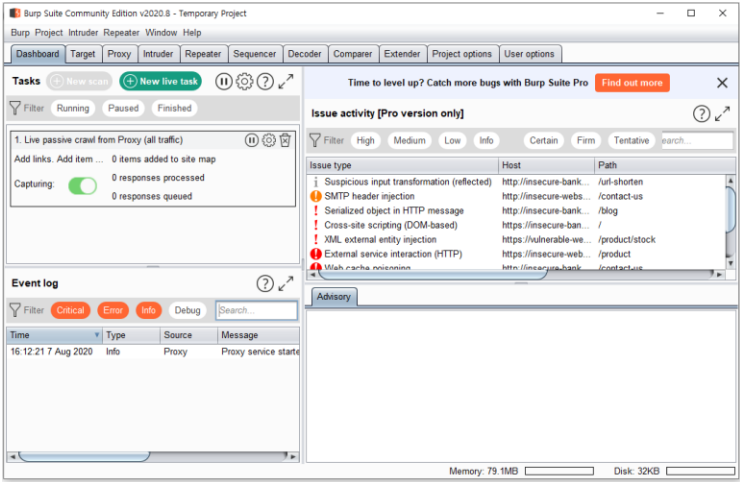 Burp Suite Community Edition v2020.8 - Temporary Project
Burp Project Intruder Repeater Window Help
Dashboard Target Proxy Intruder Repeater Sequencer Decoder Comparer Extender Project options User options
Tasks New scan New live task
Filter Running Paused Finished
1. Live passive crawl from Proxy (all traffic)
Add links. Add item ... 0 items added to site map
Capturing: 0 responses processed
0 responses queued
Event log
Filter Critical Error Info Debug Search...
Time Type Source Message
16:12:21 7 Aug 2020 Info Proxy Proxy service starte
Time to level up? Catch more bugs with Burp Suite Pro Find out more
Issue activity [Pro version only]
Filter High Medium Low Info Certain Firm Tentative earch...
Issue type Host Path
Suspicious input transformation (reflected) http://insecure-bank... /url-shorten
SMTP header injection http://insecure-webs... /contact-us
Serialized object in HTTP message http://insecure-bank... /blog
Cross-site scripting (DOM-based) https://insecure-ban... /
XML external entity injection https://vulnerable-we... /product/stock
External service interaction (HTTP) https://insecure-web... /product
Web cache poisoning http://insecure-bank... /contact-us
Advisory
Memory: 79.1MB Disk: 32KB